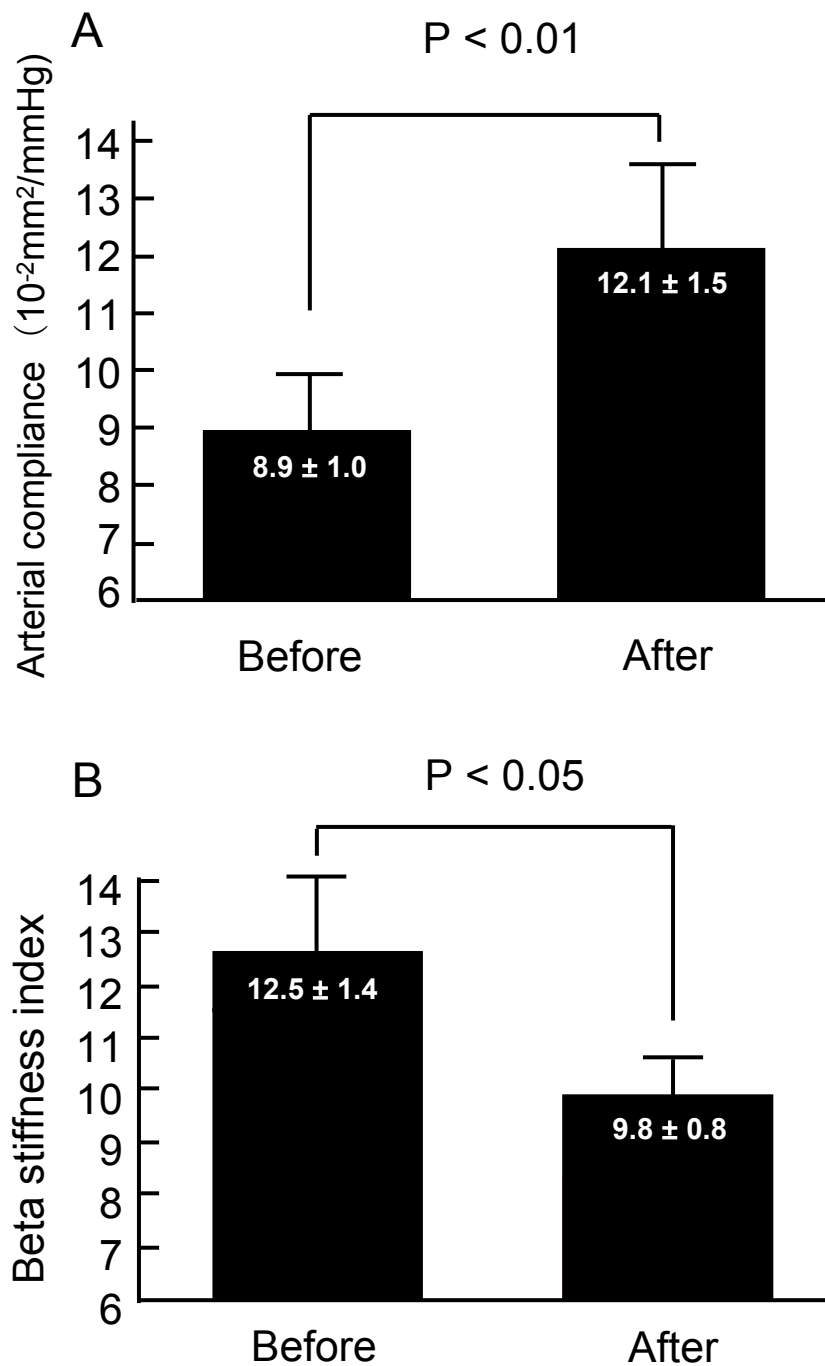 A
P < 0.01
Arterial compliance（10-2mm2/mmHg)
14
13
12
11
10
9
8
7
6
12.1 ± 1.5
8.9 ± 1.0
Before
After
B
P < 0.05
Beta stiffness index
14
13
12
11
10
9
8
7
6
12.5 ± 1.4
9.8 ± 0.8
Before
After